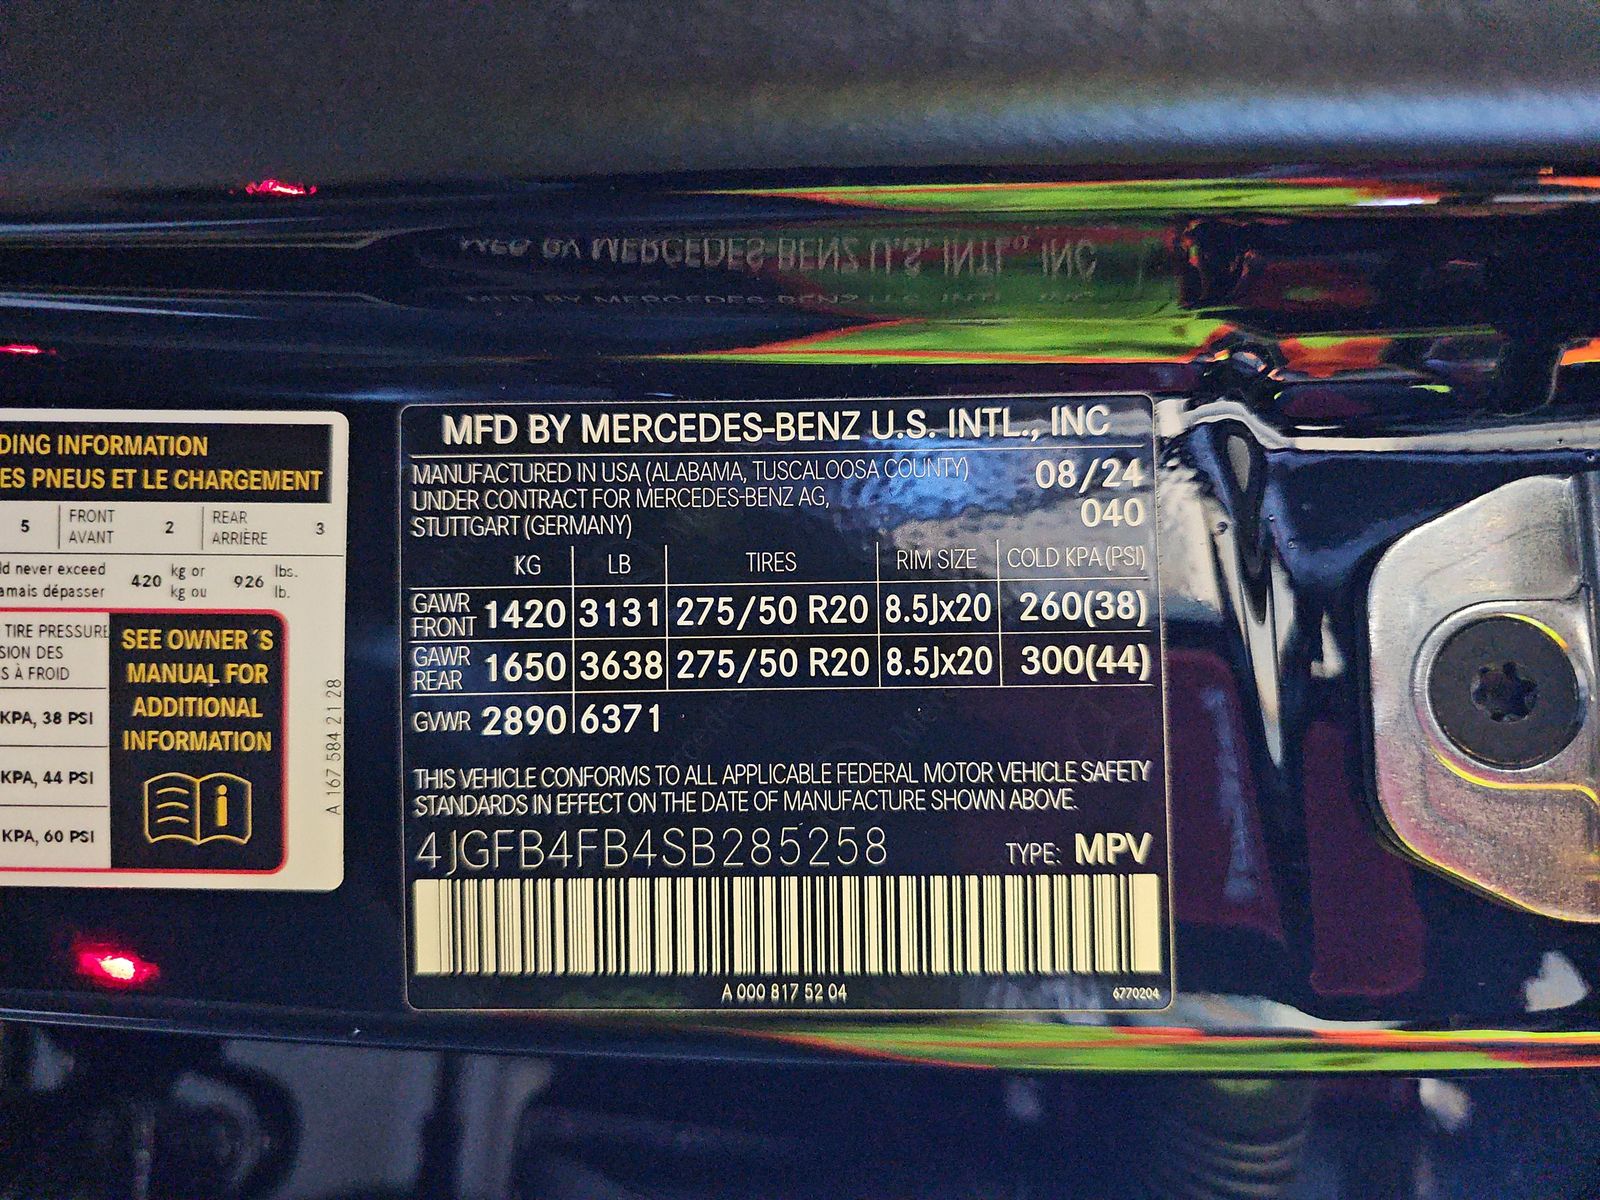 MFD BY MERCEDES-BENZ U.S. INTL., INC
DING INFORMATION
ES PNEUS ET LE CHARGEMENT
5 FRONT AVANT 2 REAR ARRIÈRE 3
d never exceed
amais dépasser 420 kg or kg ou 926 lbs. lb.
TIRE PRESSURE
SION DES
S À FROID
KPA, 38 PSI
KPA, 44 PSI
KPA, 60 PSI
SEE OWNER´S
MANUAL FOR
ADDITIONAL
INFORMATION
A 167 584 21 28
MFD BY MERCEDES-BENZ U.S. INTL., INC
MANUFACTURED IN USA (ALABAMA, TUSCALOOSA COUNTY) 08/24
UNDER CONTRACT FOR MERCEDES-BENZ AG, 040
STUTTGART (GERMANY)
KG LB TIRES RIM SIZE COLD KPA (PSI)
GAWR FRONT 1420 3131 275/50 R20 8.5Jx20 260(38)
GAWR REAR 1650 3638 275/50 R20 8.5Jx20 300(44)
GVWR 2890 6371
THIS VEHICLE CONFORMS TO ALL APPLICABLE FEDERAL MOTOR VEHICLE SAFETY
STANDARDS IN EFFECT ON THE DATE OF MANUFACTURE SHOWN ABOVE.
4JGFB4FB4SB285258 TYPE: MPV
A 000 817 52 04 6770204